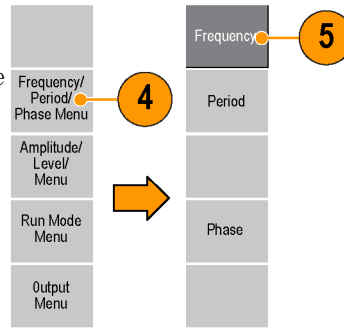 e
Frequency/
Period/
Phase Menu
4
Amplitude/
Level/
Menu
Run Mode
Menu
Output
Menu
Frequency
5
Period
Phase